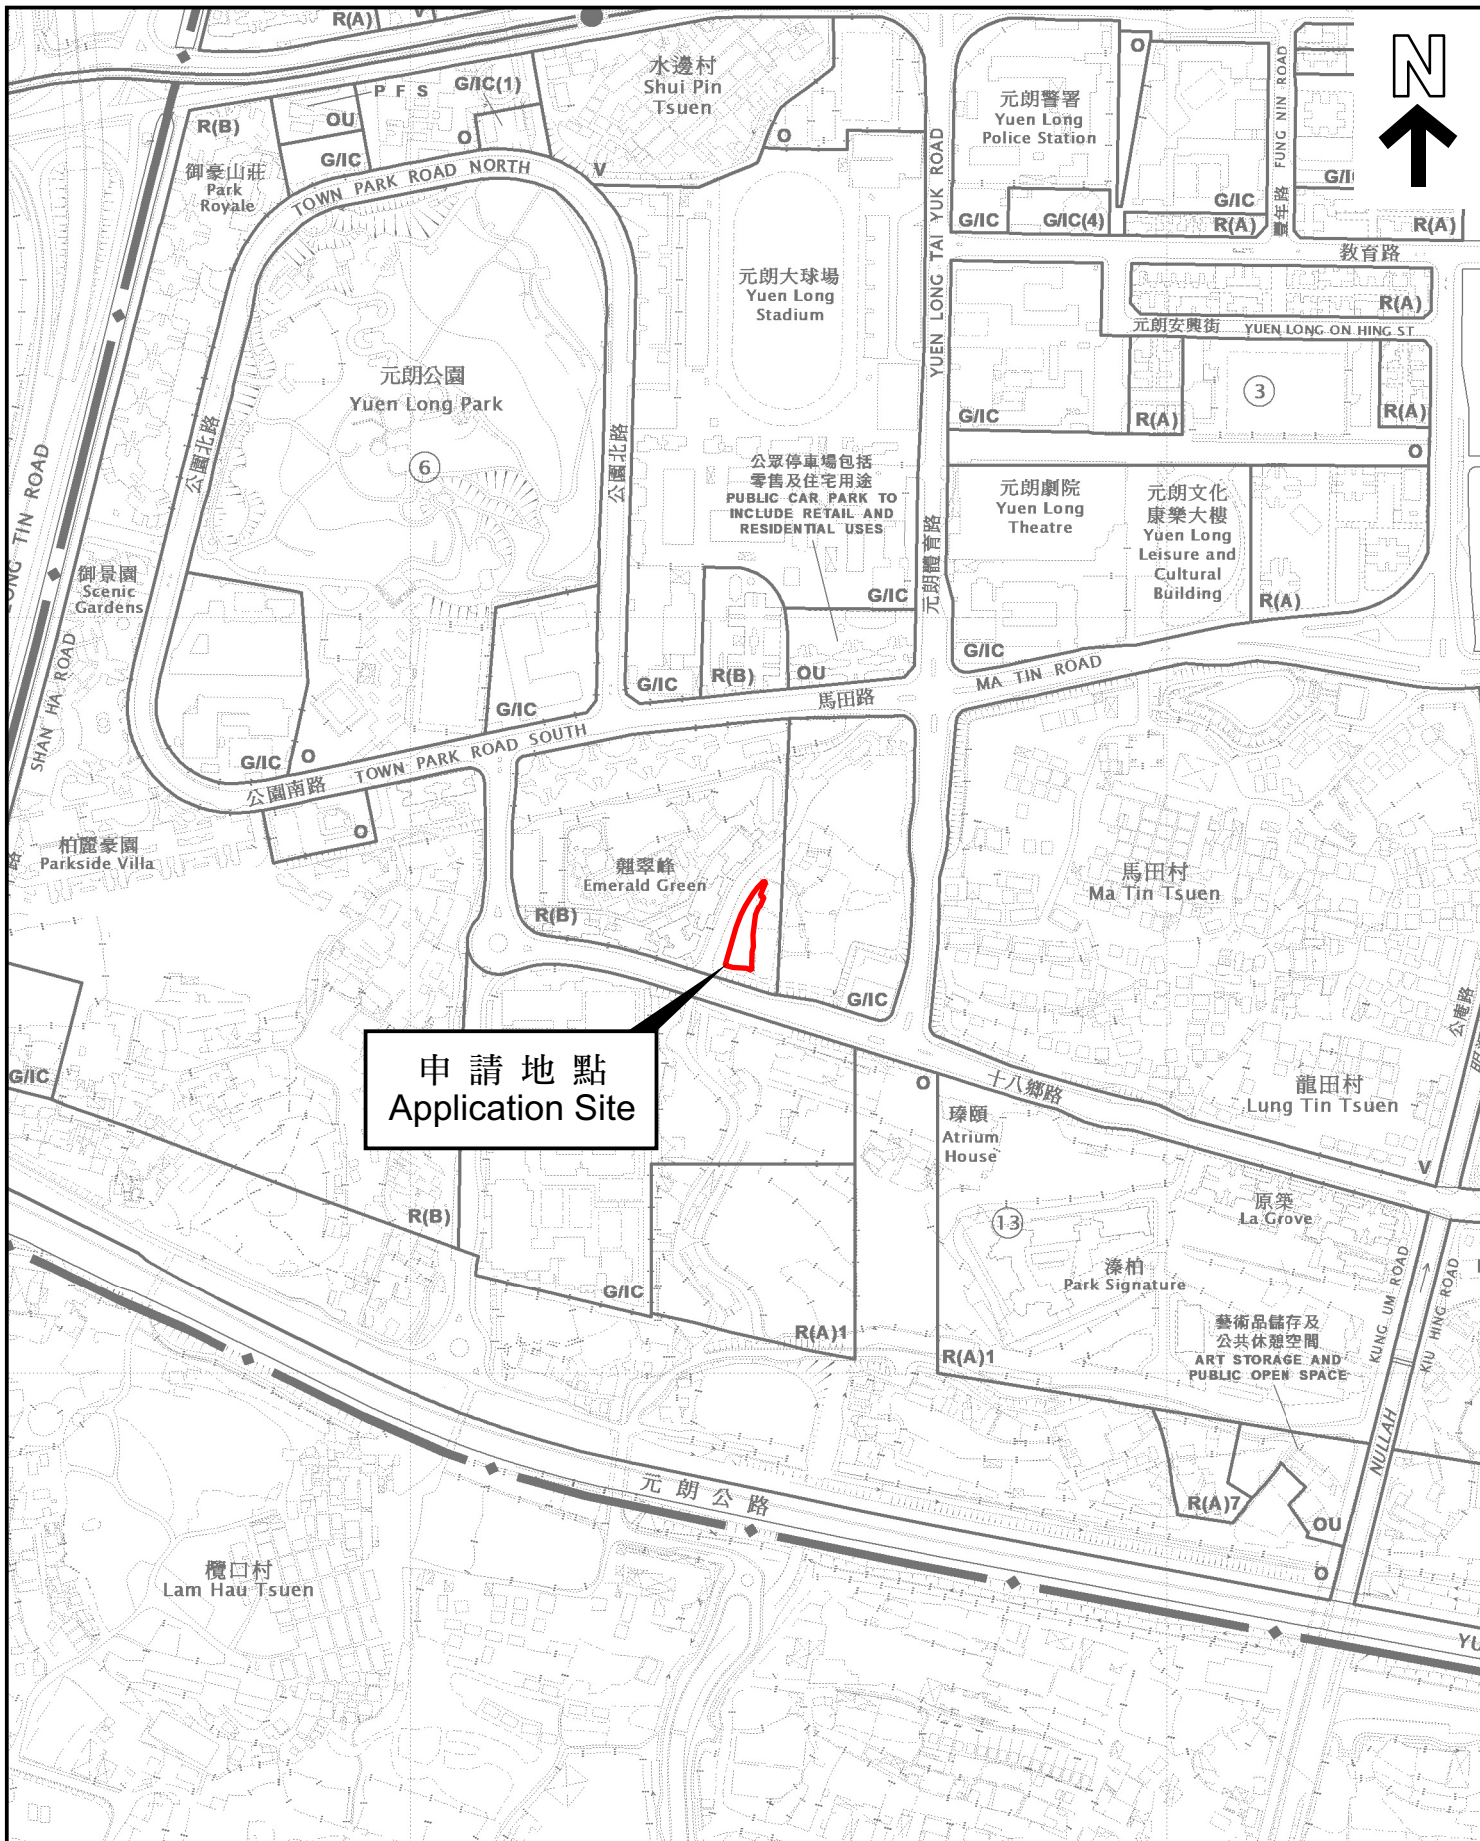 R(A)
V
N
水邊村
Shui Pin
Tsuen
P F S
G/IC(1)
OU
R(B)
O
G/IC
V
O
御豪山莊
Park
Royale
TOWN PARK ROAD NORTH
元朗警署
Yuen Long
Police Station
O
FUNG NIN ROAD
豐年路
G/IC
G/IC
G/IC(4)
R(A)
R(A)
教育路
YUEN LONG TAI YUK ROAD
元朗體育路
元朗大球場
Yuen Long
Stadium
R(A)
元朗安興街
YUEN LONG ON HING ST
元朗公園
Yuen Long Park
6
3
G/IC
R(A)
R(A)
O
公園北路
公園北路
公眾停車場包括
零售及住宅用途
PUBLIC CAR PARK TO
INCLUDE RETAIL AND
RESIDENTIAL USES
元朗劇院
Yuen Long
Theatre
元朗文化
康樂大樓
Yuen Long
Leisure and
Cultural
Building
R(A)
御景園
Scenic
Gardens
G/IC
G/IC
MA TIN ROAD
SHAN HA ROAD
G/IC
R(B)
OU
馬田路
G/IC
G/IC
O
公園南路
TOWN PARK ROAD SOUTH
O
柏麗豪園
Parkside Villa
翹翠峰
Emerald Green
馬田村
Ma Tin Tsuen
R(B)
G/IC
公庵路
G/IC
申請地點
Application Site
O
十八鄉路
龍田村
Lung Tin Tsuen
瑧頤
Atrium
House
V
R(B)
13
原築
La Grove
溱柏
Park Signature
G/IC
R(A)1
R(A)1
藝術品儲存及
公共休憩空間
ART STORAGE AND
PUBLIC OPEN SPACE
KUNG UM ROAD
KIU HING ROAD
NULLAH
元朗公路
R(A)7
OU
O
欖口村
Lam Hau Tsuen